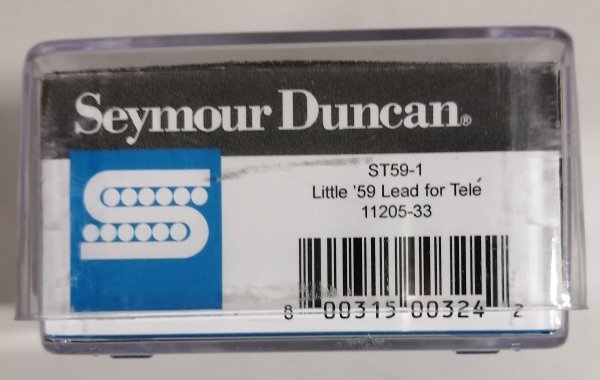 Seymour Duncan®
ST59-1
Little '59 Lead for Tele
11205-33
8 00315 00324 2